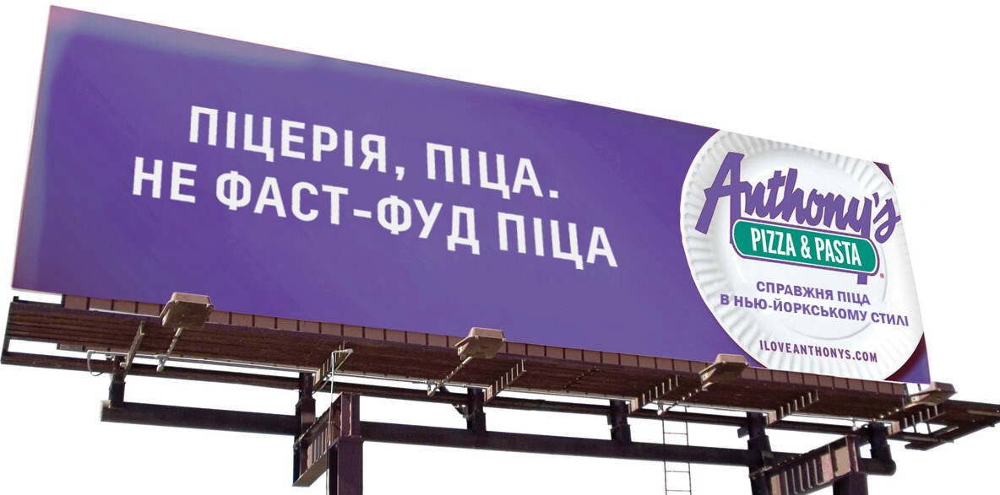 ПІЦЕРІЯ, ПІЦА.
НЕ ФАСТ-ФУД ПІЦА
Anthony's
PIZZA & PASTA
®
СПРАВЖНЯ ПІЦА
В НЬЮ-ЙОРКСЬКОМУ СТИЛІ
ILOVEANTHONYS.COM